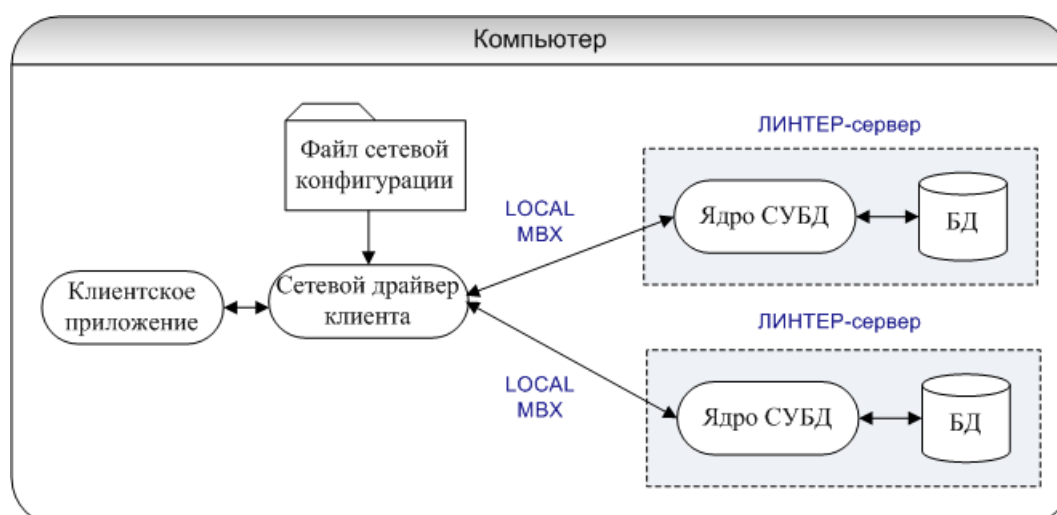 Компьютер
ЛИНТЕР-сервер
Файл сетевой
конфигурации
LOCAL
MBX
Ядро СУБД
БД
Клиентское
приложение
Сетевой драйвер
клиента
ЛИНТЕР-сервер
LOCAL
MBX
Ядро СУБД
БД